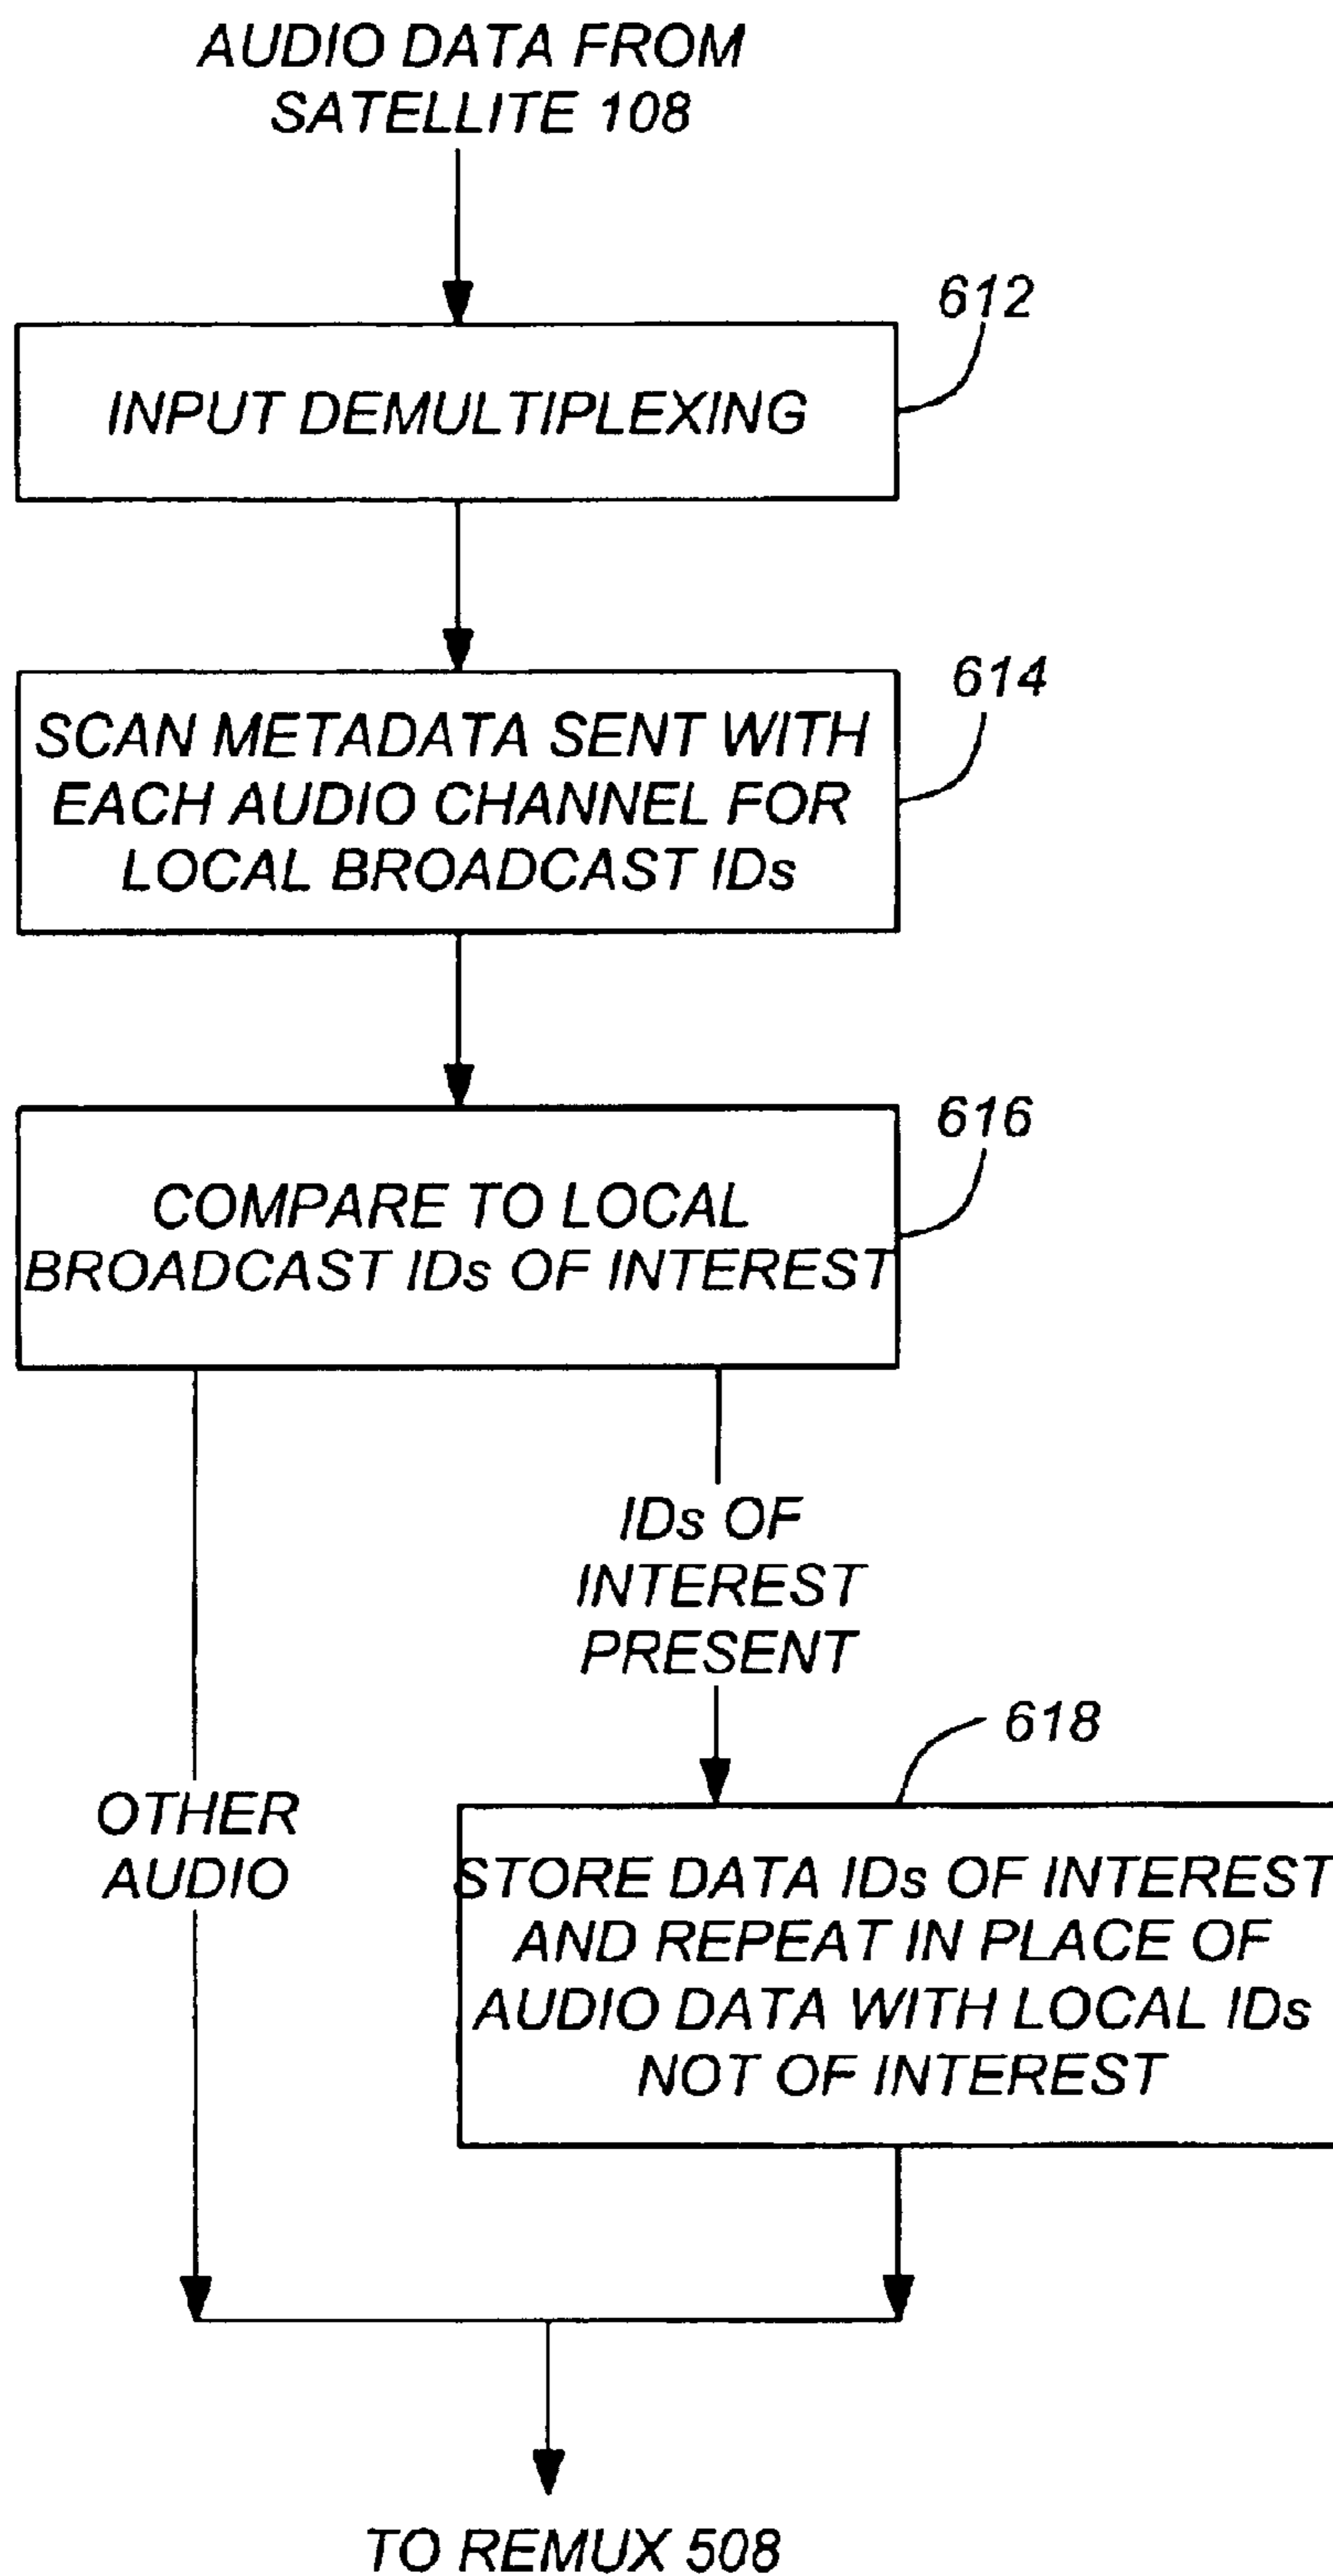 AUDIO DATA FROM
SATELLITE 108
612
INPUT DEMULTIPLEXING
614
SCAN METADATA SENT WITH
EACH AUDIO CHANNEL FOR
LOCAL BROADCAST IDs
616
COMPARE TO LOCAL
BROADCAST IDs OF INTEREST
IDs OF
INTEREST
PRESENT
618
OTHER
AUDIO
STORE DATA IDs OF INTEREST
AND REPEAT IN PLACE OF
AUDIO DATA WITH LOCAL IDs
NOT OF INTEREST
TO REMUX 508